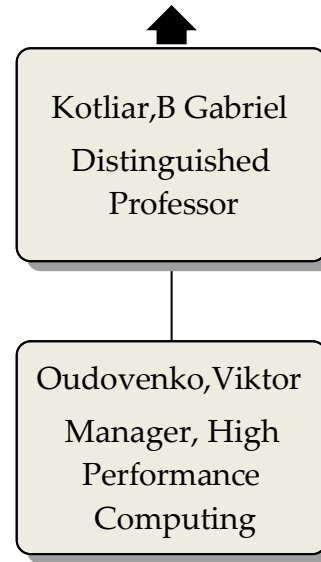 Kotliar,B Gabriel
Distinguished
Professor
Oudovenko,Viktor
Manager, High
Performance
Computing